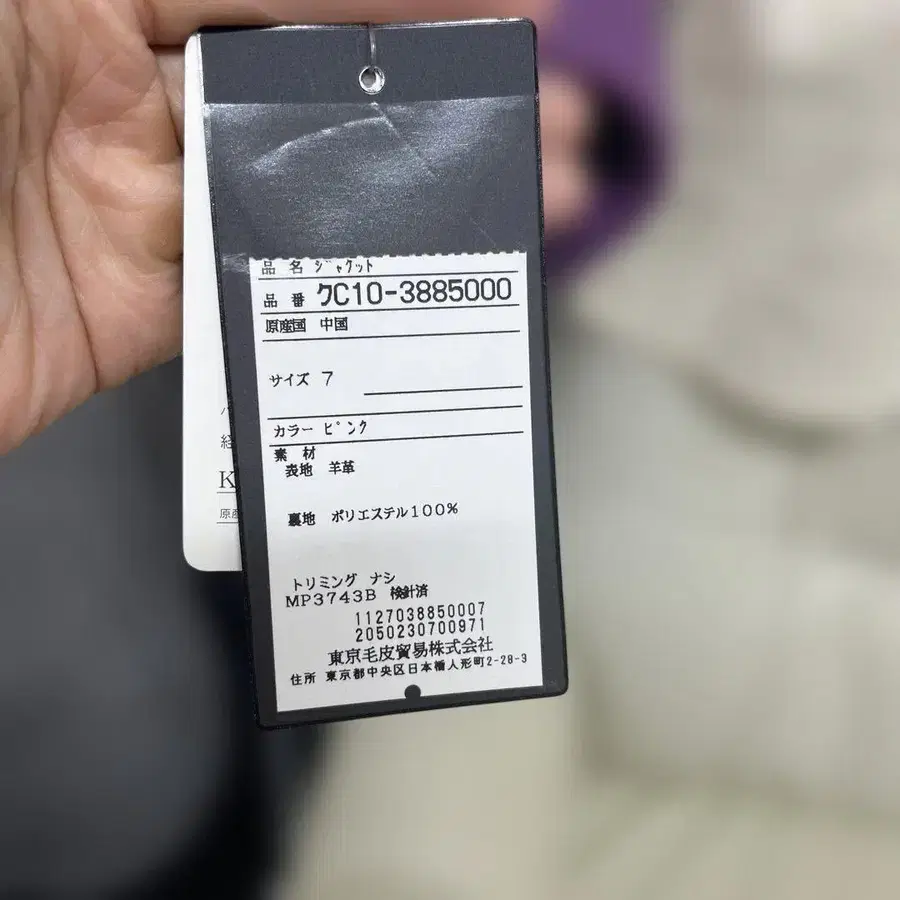 品名 ジャケット
品番 クC10-3885000
原産国 中国
サイズ 7
カラー ピンク
素材
表地 羊革
裏地 ポリエステル100%
トリミング ナシ
MP3743B 検針済
1127038850007
2050230700971
東京毛皮貿易株式会社
住所 東京都中央区日本橋人形町2-28-3
経
K
原産